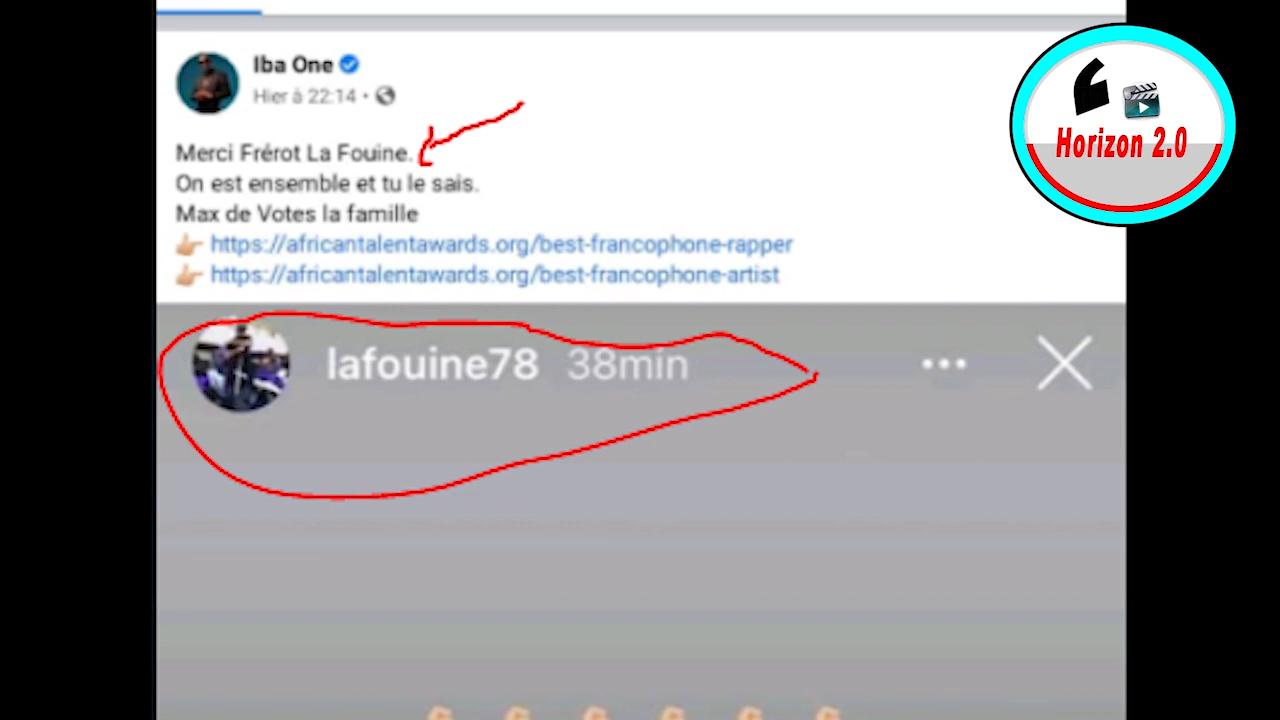 Iba One
Hier à 22:14 •
Merci Frérot La Fouine.
On est ensemble et tu le sais.
Max de Votes la famille
👉🏼 https://africantalentawards.org/best-francophone-rapper
👉🏼 https://africantalentawards.org/best-francophone-artist
lafouine78 38min
Horizon 2.0